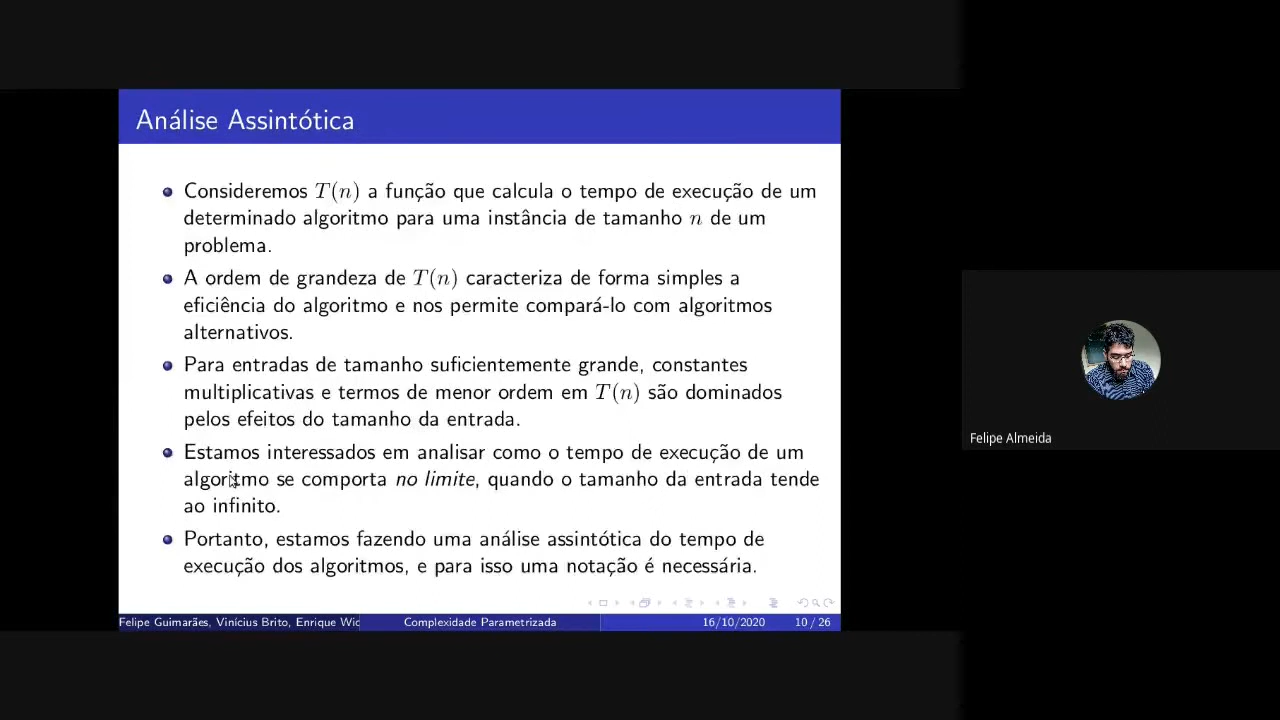 Análise Assintótica
Consideremos T(n) a função que calcula o tempo de execução de um
determinado algoritmo para uma instância de tamanho n de um
problema.
A ordem de grandeza de T(n) caracteriza de forma simples a
eficiência do algoritmo e nos permite compará-lo com algoritmos
alternativos.
Para entradas de tamanho suficientemente grande, constantes
multiplicativas e termos de menor ordem em T(n) são dominados
pelos efeitos do tamanho da entrada.
Estamos interessados em analisar como o tempo de execução de um
algoritmo se comporta no limite, quando o tamanho da entrada tende
ao infinito.
Portanto, estamos fazendo uma análise assintótica do tempo de
execução dos algoritmos, e para isso uma notação é necessária.
Felipe Guimarães, Vinícius Brito, Enrique Wic
Complexidade Parametrizada
16/10/2020
10 / 26
Felipe Almeida